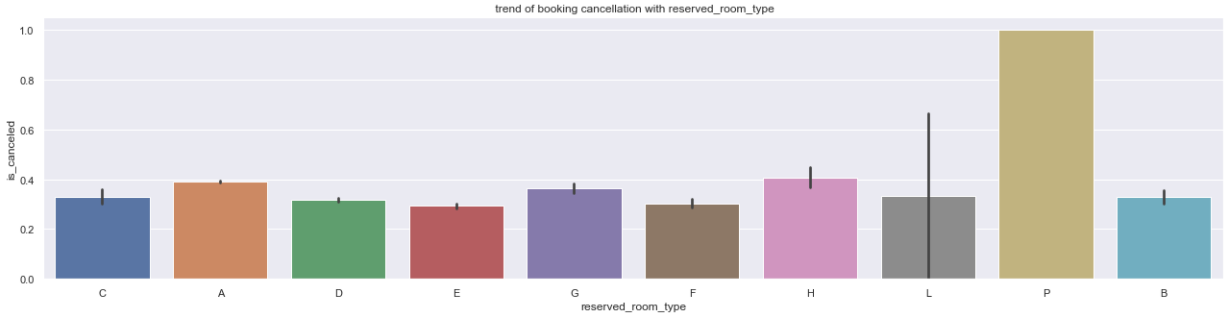 trend of booking cancellation with reserved_room_type
1.0
0.8
0.6
0.4
0.2
0.0
is_canceled
C A D E G F H L P B
reserved_room_type